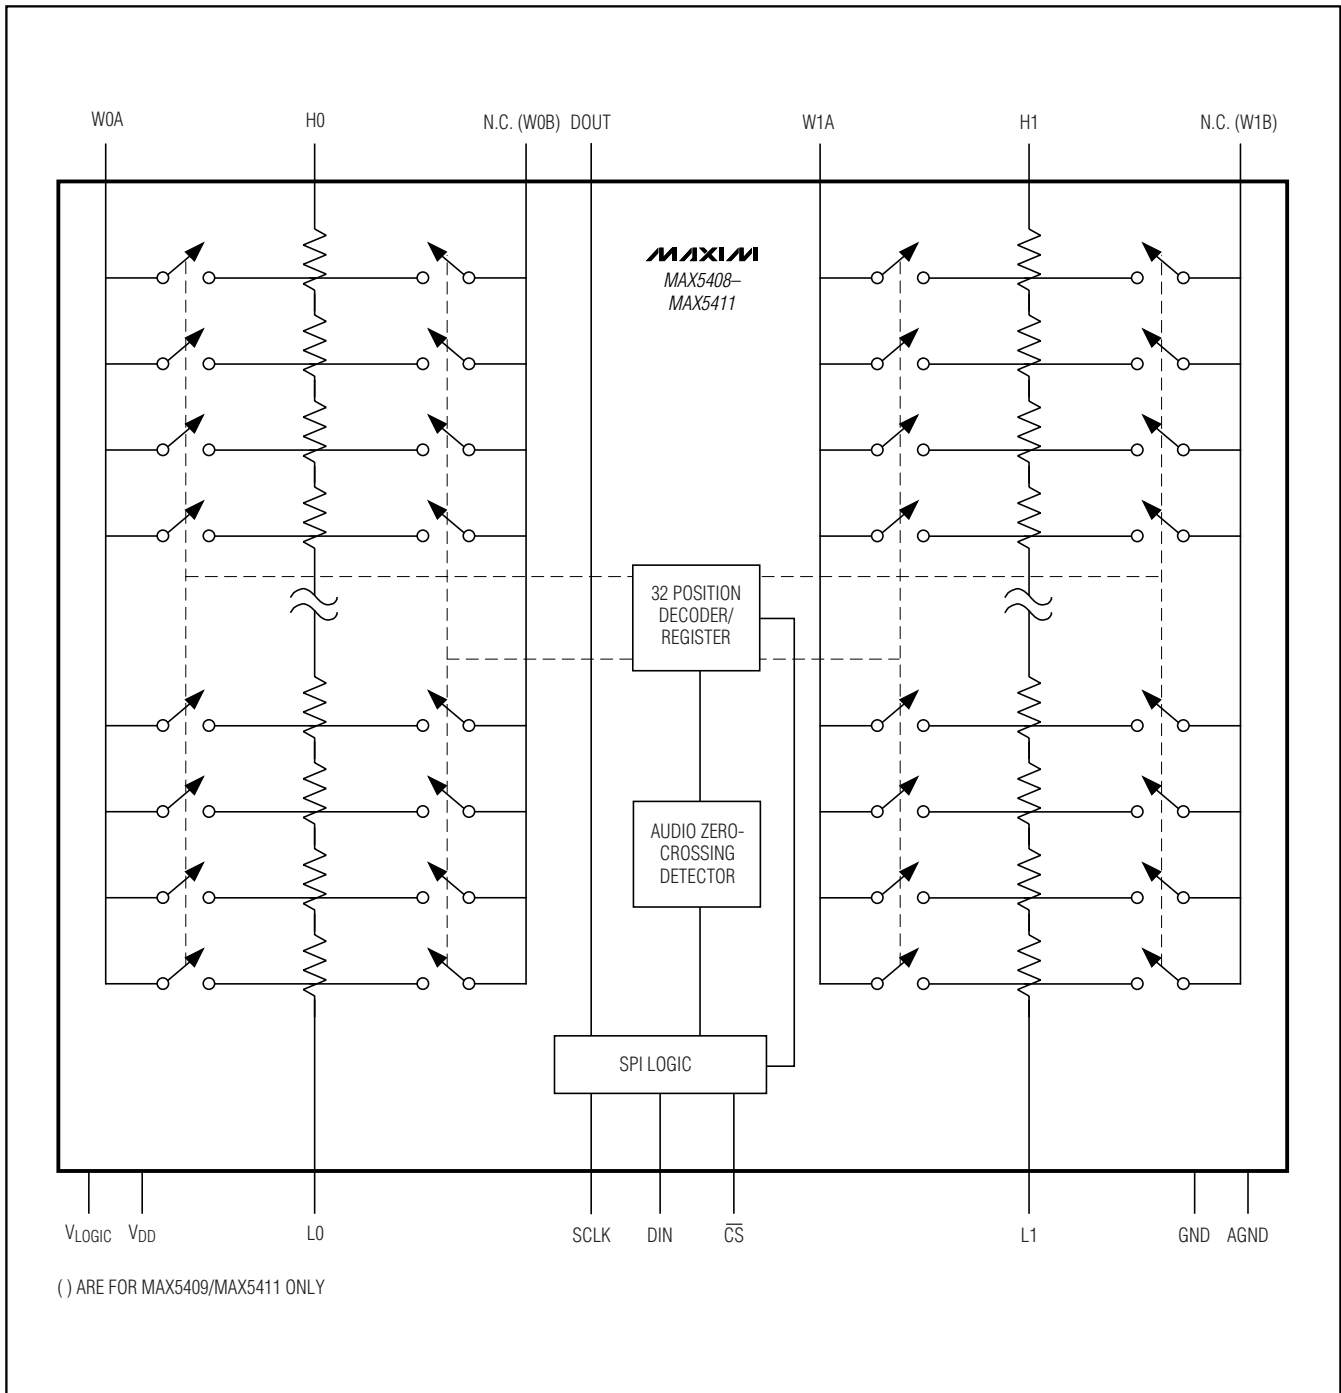 W0A H0 N.C. (W0B) DOUT W1A H1 N.C. (W1B)
MAXIM
MAX5408–
MAX5411
32 POSITION
DECODER/
REGISTER
AUDIO ZERO-
CROSSING
DETECTOR
SPI LOGIC
VLOGIC VDD L0 SCLK DIN C̅S̅ L1 GND AGND
( ) ARE FOR MAX5409/MAX5411 ONLY